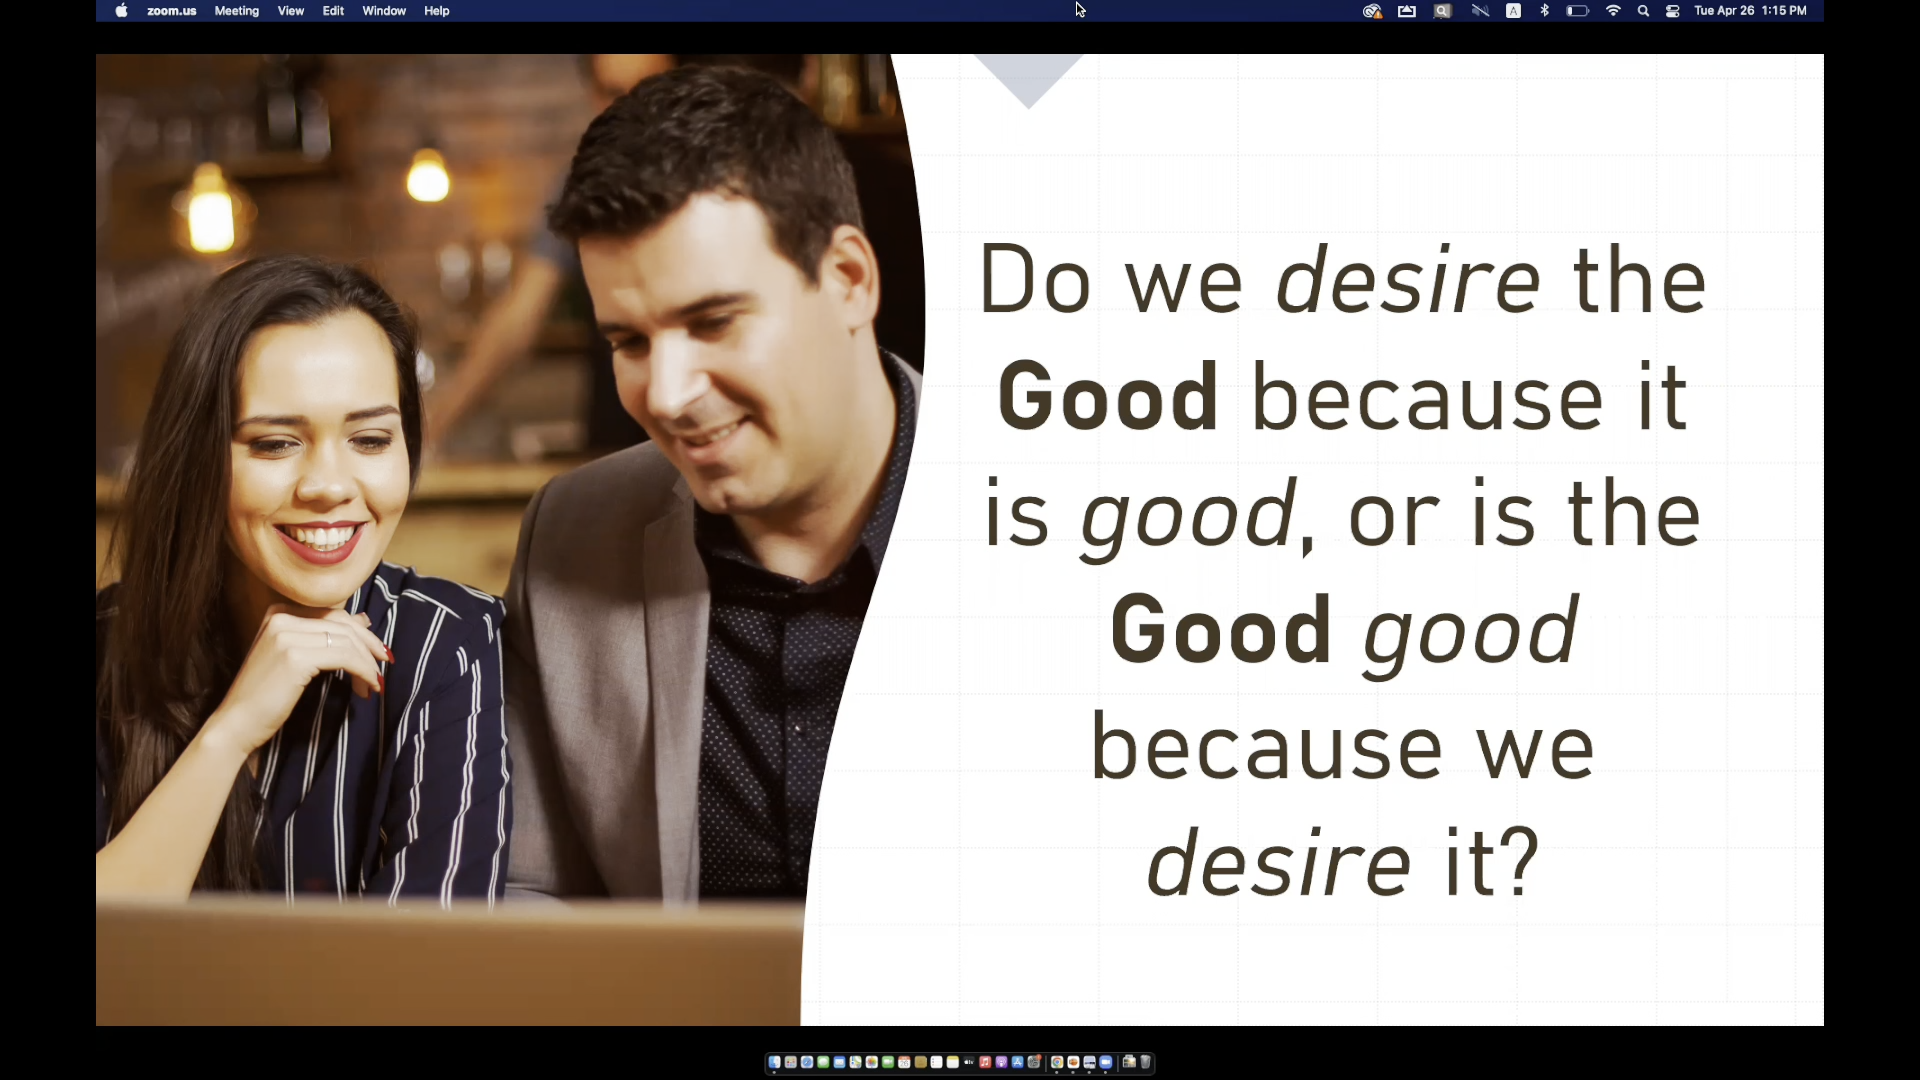 zoom.us Meeting View Edit Window Help
A Tue Apr 26 1:15 PM
Do we desire the
Good because it
is good, or is the
Good good
because we
desire it?